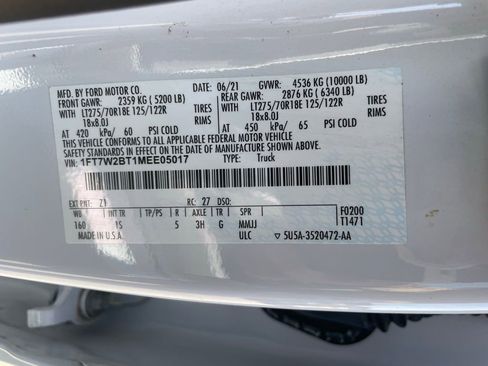 MFD. BY FORD MOTOR CO. DATE: 06/21 GVWR: 4536 KG (10000 LB)
FRONT GAWR: 2359 KG (5200 LB) REAR GAWR: 2876 KG (6340 LB)
WITH LT275/70R18E 125/122R TIRES WITH LT275/70R18E 125/122R TIRES
18x8.0J RIMS 18x8.0J RIMS
AT 420 kPa/ 60 PSI COLD AT 450 kPa/ 65 PSI COLD
THIS VEHICLE CONFORMS TO ALL APPLICABLE FEDERAL MOTOR VEHICLE
SAFETY STANDARDS IN EFFECT ON THE DATE OF MANUFACTURE SHOWN ABOVE.
VIN: 1FT7W2BT1MEE05017 TYPE: Truck
EXT PNT: Z1 RC: 27
WB INT TR TP/PS R AXLE TR SPR F0200
160 1S 5 3H G MMJJ T1471
MADE IN U.S.A. ULC 5U5A-3520472-AA